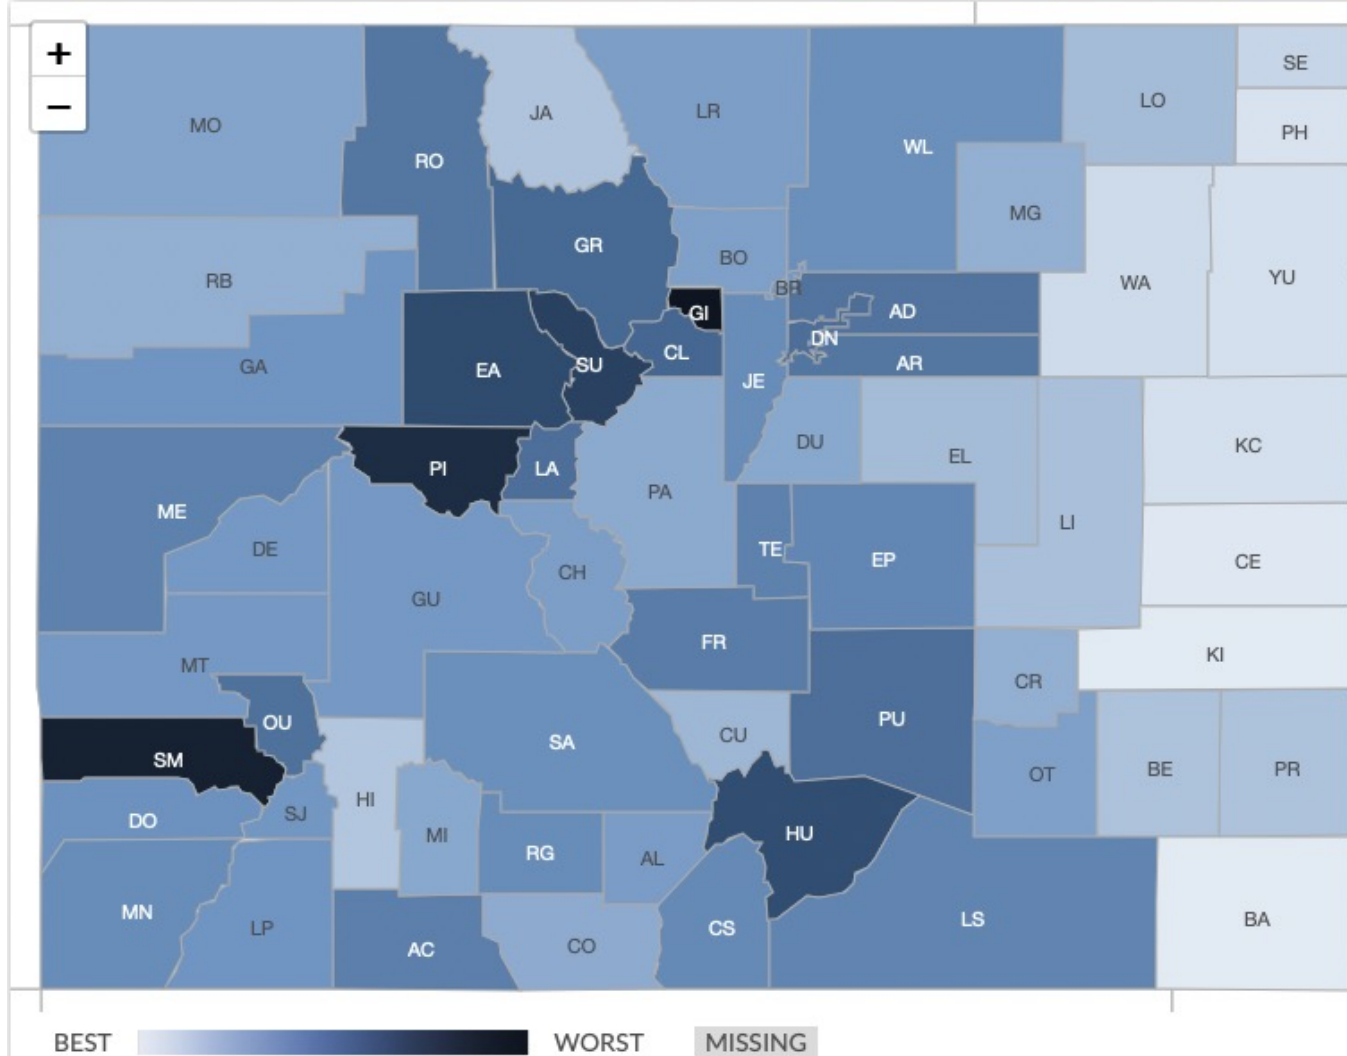 +
−
SE
LO
PH
JA
LR
MO
WL
RO
MG
GR
BO
RB
WA
YU
BR
GI
AD
DN
CL
AR
GA
EA
SU
JE
DU
KC
EL
PI
LA
PA
ME
LI
DE
TE
EP
CE
CH
GU
FR
KI
MT
CR
OU
PU
CU
SA
SM
OT
BE
PR
HI
SJ
DO
MI
HU
RG
AL
MN
LP
CS
LS
BA
AC
CO
BEST WORST MISSING